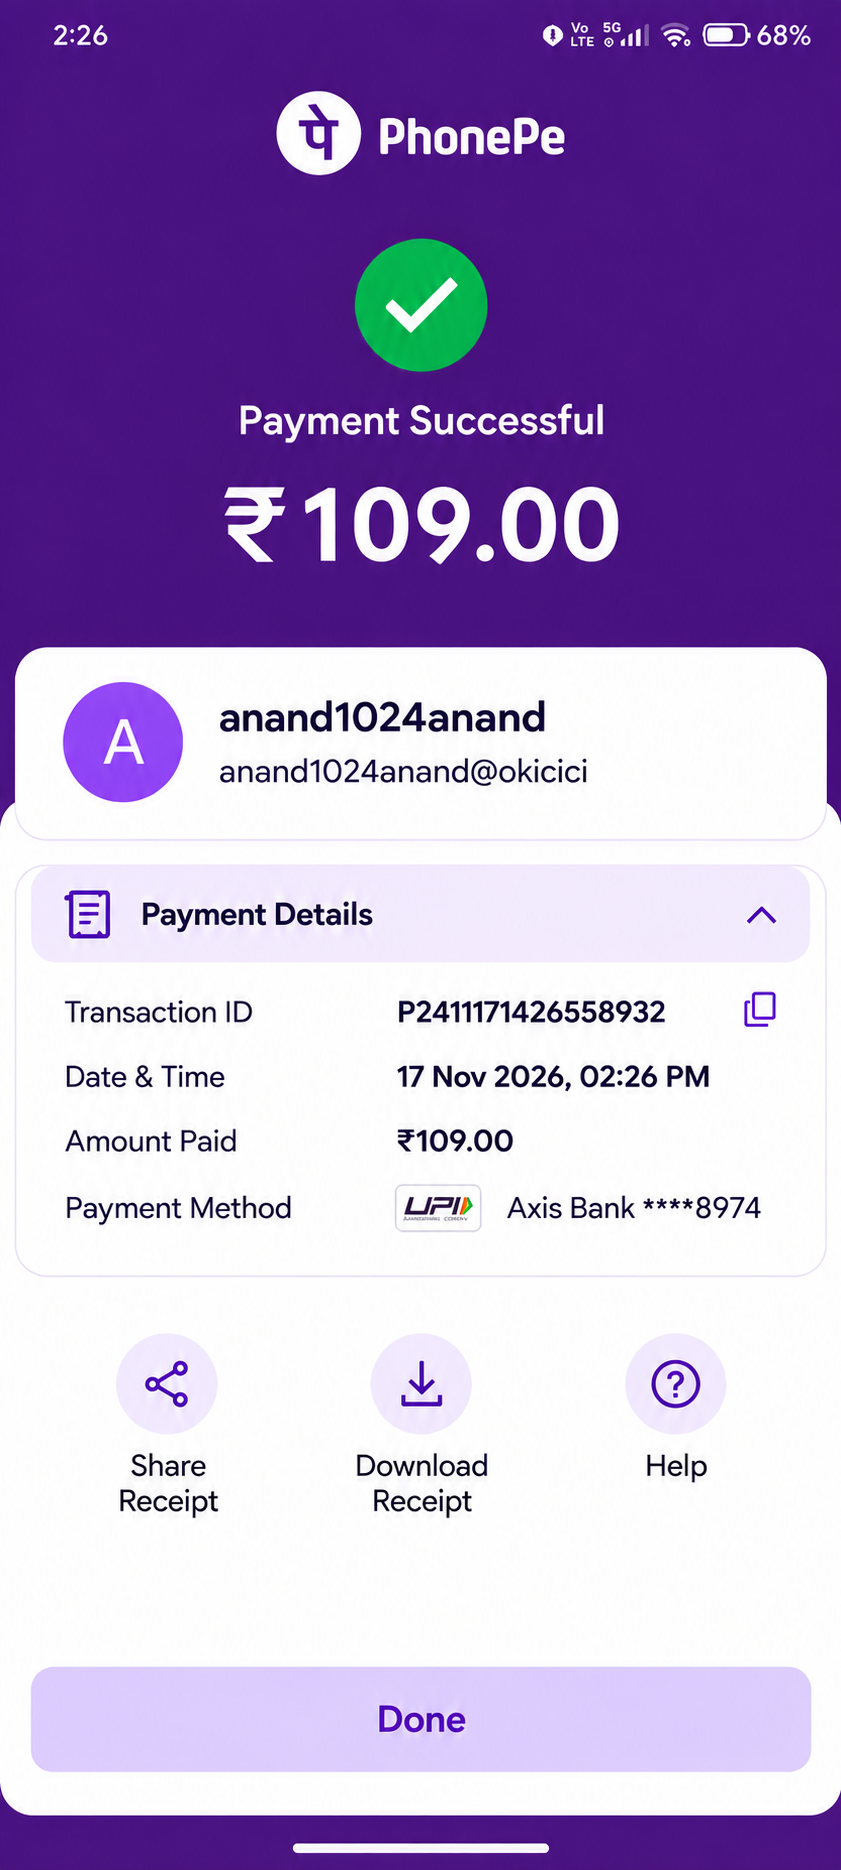 2:26 Vo LTE 5G 68%
पे PhonePe
Payment Successful
₹109.00
A
anand1024anand
anand1024anand@okicici
Payment Details
Transaction ID P2411171426558932
Date & Time 17 Nov 2026, 02:26 PM
Amount Paid ₹109.00
Payment Method UPI Axis Bank ****8974
Share Receipt
Download Receipt
Help
Done